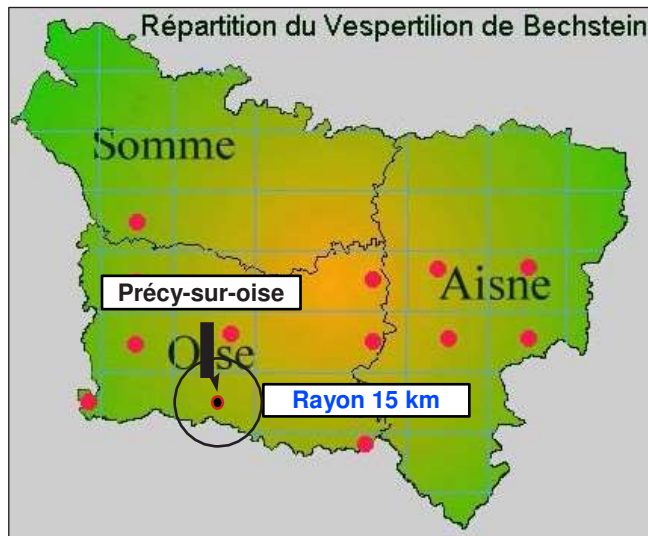 Répartition du Vespertilion de Bechstein
Somme
Précy-sur-oise
Aisne
Oise
Rayon 15 km